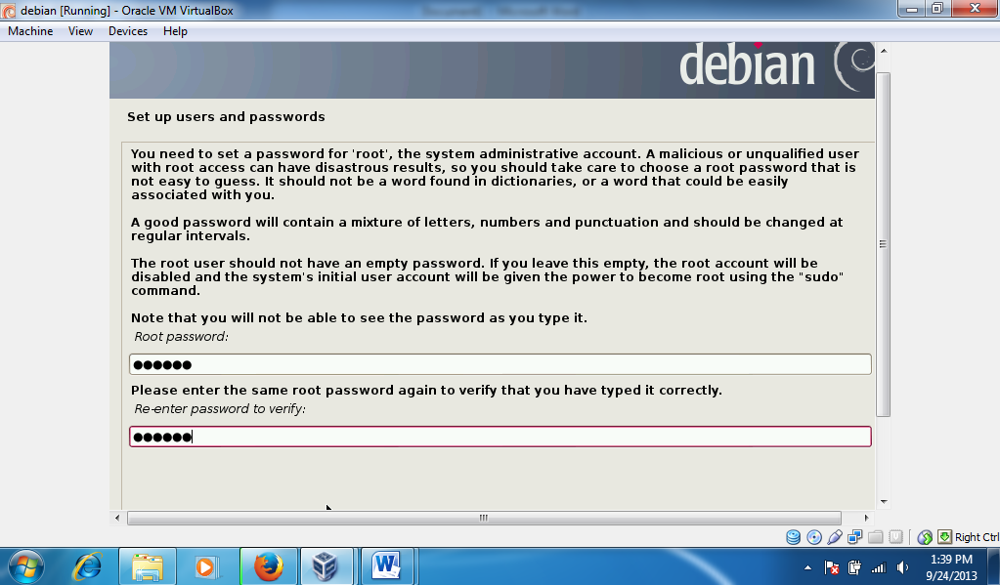 debian [Running] - Oracle VM VirtualBox
Machine View Devices Help
debian
Set up users and passwords
You need to set a password for 'root', the system administrative account. A malicious or unqualified user
with root access can have disastrous results, so you should take care to choose a root password that is
not easy to guess. It should not be a word found in dictionaries, or a word that could be easily
associated with you.
A good password will contain a mixture of letters, numbers and punctuation and should be changed at
regular intervals.
The root user should not have an empty password. If you leave this empty, the root account will be
disabled and the system's initial user account will be given the power to become root using the "sudo"
command.
Note that you will not be able to see the password as you type it.
Root password:
●●●●●●
Please enter the same root password again to verify that you have typed it correctly.
Re-enter password to verify:
●●●●●●
Right Ctrl
1:39 PM
9/24/2013